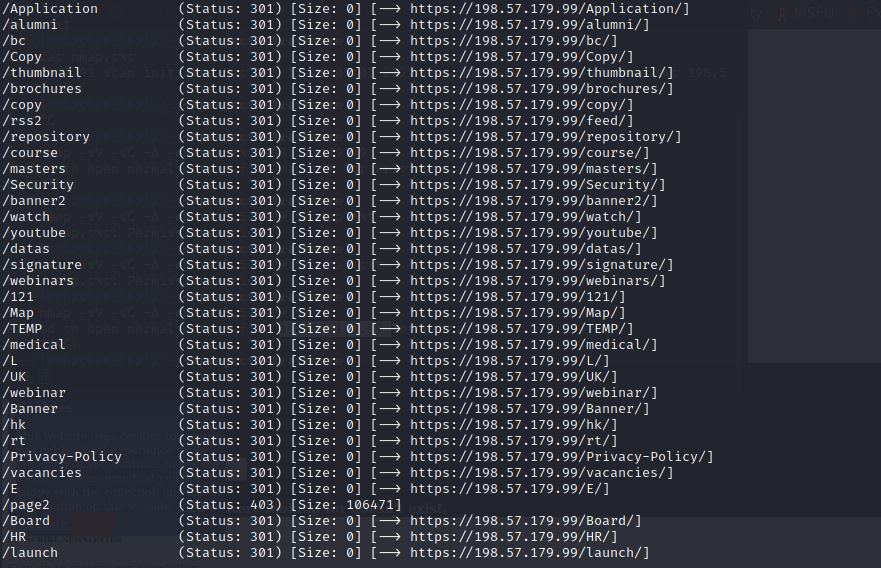 /Application (Status: 301) [Size: 0] [--> https://198.57.179.99/Application/]
/alumni (Status: 301) [Size: 0] [--> https://198.57.179.99/alumni/]
/bc (Status: 301) [Size: 0] [--> https://198.57.179.99/bc/]
/Copy (Status: 301) [Size: 0] [--> https://198.57.179.99/Copy/]
/thumbnail (Status: 301) [Size: 0] [--> https://198.57.179.99/thumbnail/]
/brochures (Status: 301) [Size: 0] [--> https://198.57.179.99/brochures/]
/copy (Status: 301) [Size: 0] [--> https://198.57.179.99/copy/]
/rss2 (Status: 301) [Size: 0] [--> https://198.57.179.99/feed/]
/repository (Status: 301) [Size: 0] [--> https://198.57.179.99/repository/]
/course (Status: 301) [Size: 0] [--> https://198.57.179.99/course/]
/masters (Status: 301) [Size: 0] [--> https://198.57.179.99/masters/]
/Security (Status: 301) [Size: 0] [--> https://198.57.179.99/Security/]
/banner2 (Status: 301) [Size: 0] [--> https://198.57.179.99/banner2/]
/watch (Status: 301) [Size: 0] [--> https://198.57.179.99/watch/]
/youtube (Status: 301) [Size: 0] [--> https://198.57.179.99/youtube/]
/datas (Status: 301) [Size: 0] [--> https://198.57.179.99/datas/]
/signature (Status: 301) [Size: 0] [--> https://198.57.179.99/signature/]
/webinars (Status: 301) [Size: 0] [--> https://198.57.179.99/webinars/]
/121 (Status: 301) [Size: 0] [--> https://198.57.179.99/121/]
/Map (Status: 301) [Size: 0] [--> https://198.57.179.99/Map/]
/TEMP (Status: 301) [Size: 0] [--> https://198.57.179.99/TEMP/]
/medical (Status: 301) [Size: 0] [--> https://198.57.179.99/medical/]
/L (Status: 301) [Size: 0] [--> https://198.57.179.99/L/]
/UK (Status: 301) [Size: 0] [--> https://198.57.179.99/UK/]
/webinar (Status: 301) [Size: 0] [--> https://198.57.179.99/webinar/]
/Banner (Status: 301) [Size: 0] [--> https://198.57.179.99/Banner/]
/hk (Status: 301) [Size: 0] [--> https://198.57.179.99/hk/]
/rt (Status: 301) [Size: 0] [--> https://198.57.179.99/rt/]
/Privacy-Policy (Status: 301) [Size: 0] [--> https://198.57.179.99/Privacy-Policy/]
/vacancies (Status: 301) [Size: 0] [--> https://198.57.179.99/vacancies/]
/E (Status: 301) [Size: 0] [--> https://198.57.179.99/E/]
/page2 (Status: 403) [Size: 106471]
/Board (Status: 301) [Size: 0] [--> https://198.57.179.99/Board/]
/HR (Status: 301) [Size: 0] [--> https://198.57.179.99/HR/]
/launch (Status: 301) [Size: 0] [--> https://198.57.179.99/launch/]
MSFU